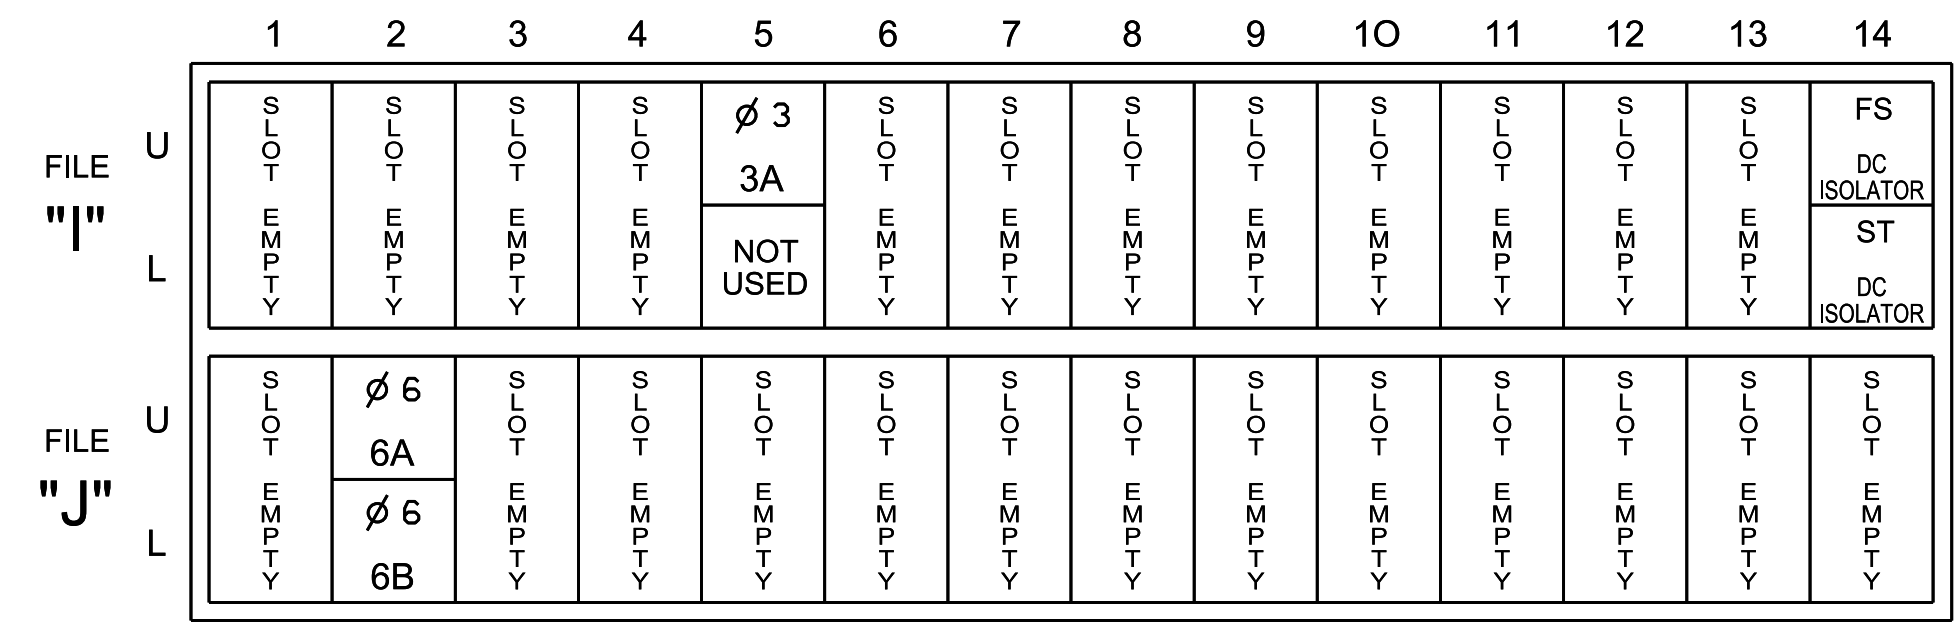 1 2 3 4 5 6 7 8 9 10 11 12 13 14
FILE
"I"
U
L
SLOT EMPTY
SLOT EMPTY
SLOT EMPTY
SLOT EMPTY
ø 3
3A
NOT
USED
SLOT EMPTY
SLOT EMPTY
SLOT EMPTY
SLOT EMPTY
SLOT EMPTY
SLOT EMPTY
SLOT EMPTY
SLOT EMPTY
FS
DC
ISOLATOR
ST
DC
ISOLATOR
FILE
"J"
U
L
SLOT EMPTY
ø 6
6A
ø 6
6B
SLOT EMPTY
SLOT EMPTY
SLOT EMPTY
SLOT EMPTY
SLOT EMPTY
SLOT EMPTY
SLOT EMPTY
SLOT EMPTY
SLOT EMPTY
SLOT EMPTY
SLOT EMPTY
SLOT EMPTY